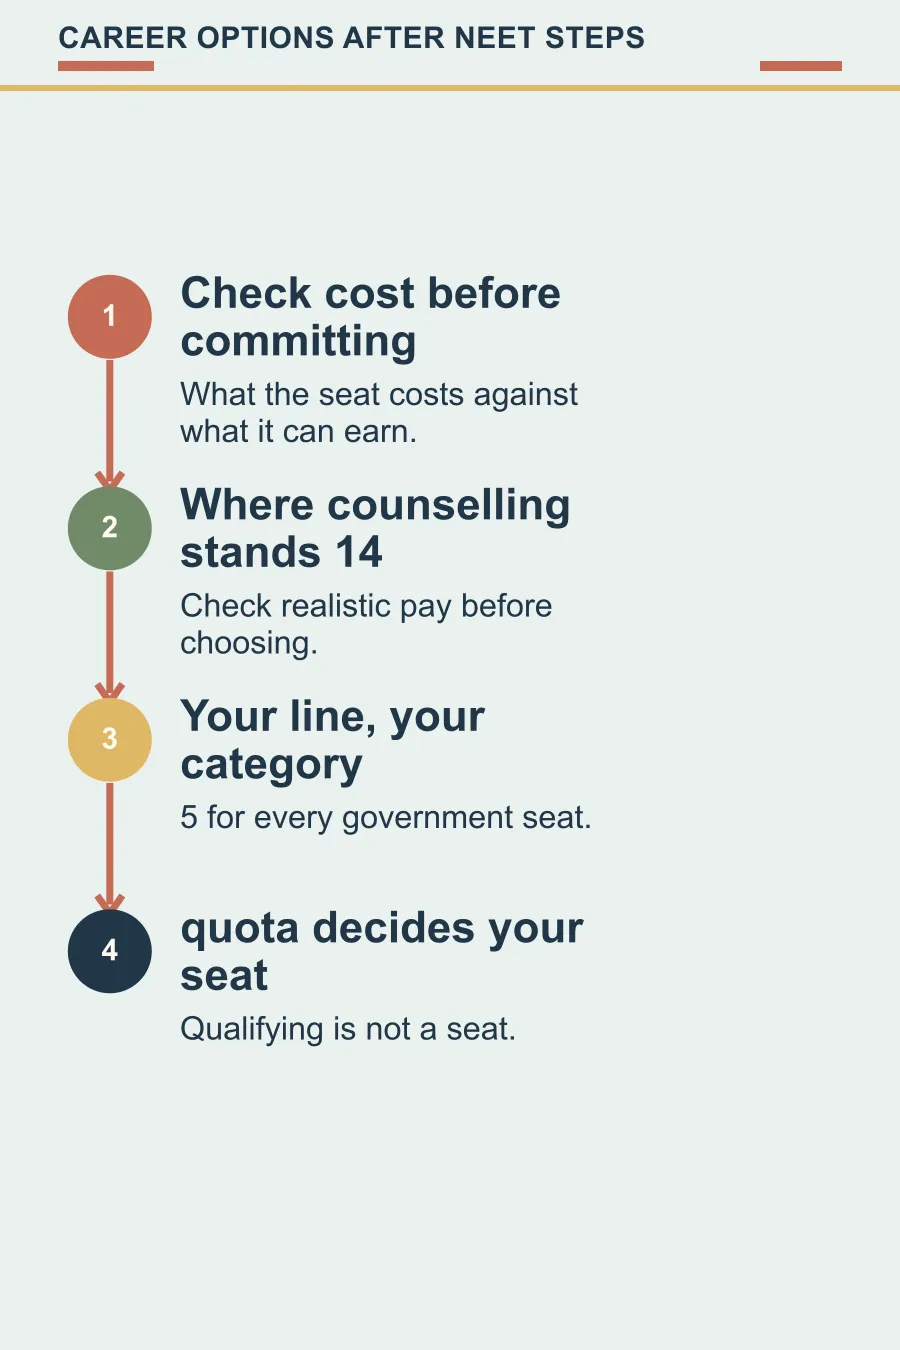 CAREER OPTIONS AFTER NEET STEPS
1
Check cost before
committing
What the seat costs against
what it can earn.
2
Where counselling
stands 14
Check realistic pay before
choosing.
3
Your line, your
category
5 for every government seat.
4
quota decides your
seat
Qualifying is not a seat.